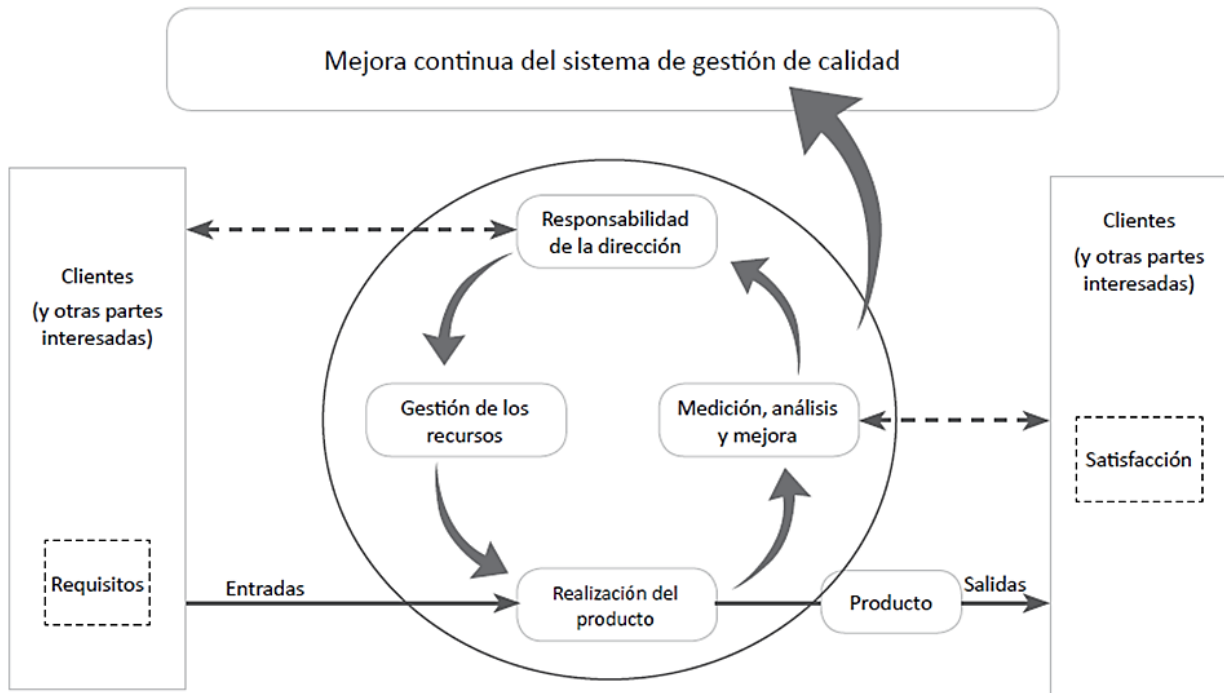 Mejora continua del sistema de gestión de calidad
Clientes
(y otras partes
interesadas)
Requisitos
Entradas
Responsabilidad
de la dirección
Gestión de los
recursos
Medición, análisis
y mejora
Realización del
producto
Producto
Salidas
Clientes
(y otras partes
interesadas)
Satisfacción